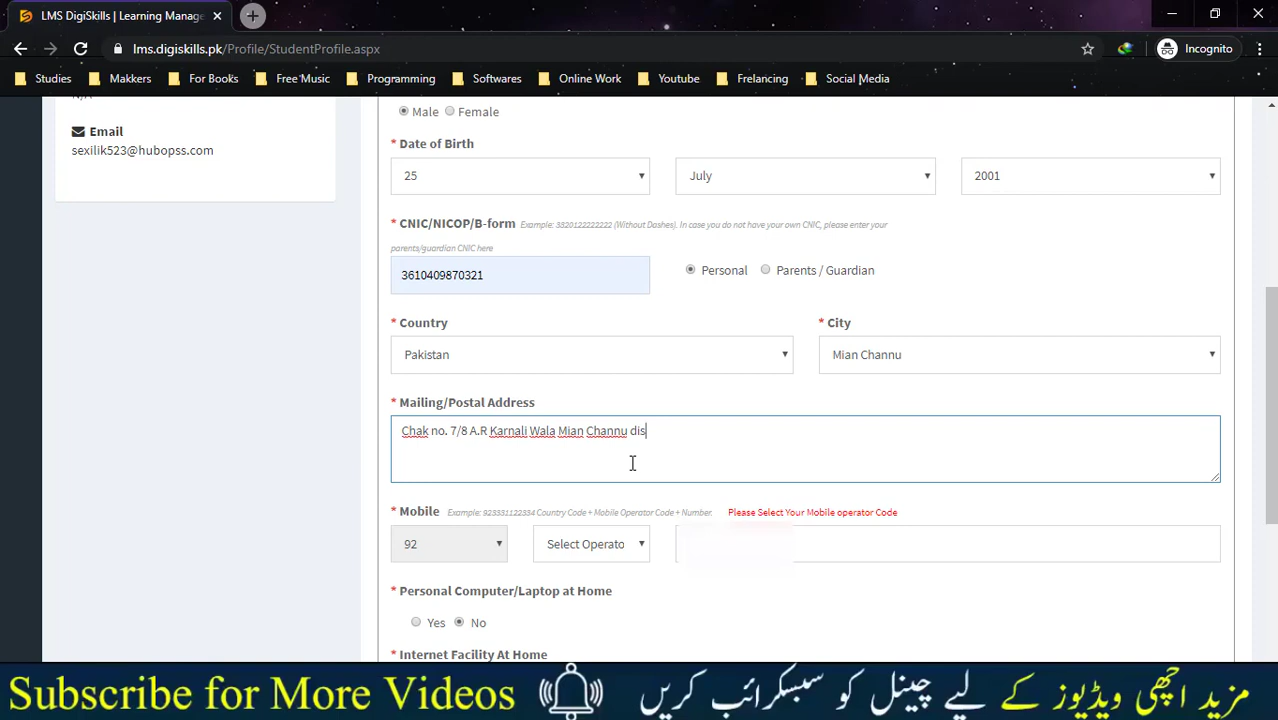 LMS DigiSkills | Learning Manage
lms.digiskills.pk/Profile/StudentProfile.aspx
Incognito
Studies
Makkers
For Books
Free Music
Programming
Softwares
Online Work
Youtube
Frelancing
Social Media
Email
sexilik523@hubopss.com
Male
Female
* Date of Birth
25
July
2001
* CNIC/NICOP/B-form Example: 3320122222222 (Without Dashes). In case you do not have your own CNIC, please enter your
parents/guardian CNIC here
3610409870321
Personal
Parents / Guardian
* Country
* City
Pakistan
Mian Channu
* Mailing/Postal Address
Chak no. 7/8 A.R Karnali Wala Mian Channu dis
* Mobile Example: 923331122334 Country Code + Mobile Operator Code + Number. Please Select Your Mobile operator Code
92
Select Operato
* Personal Computer/Laptop at Home
Yes
No
* Internet Facility At Home
Subscribe for More Videos
مزید اچھی ویڈیوز کے لیے چینل کو سبسکرائب کریں